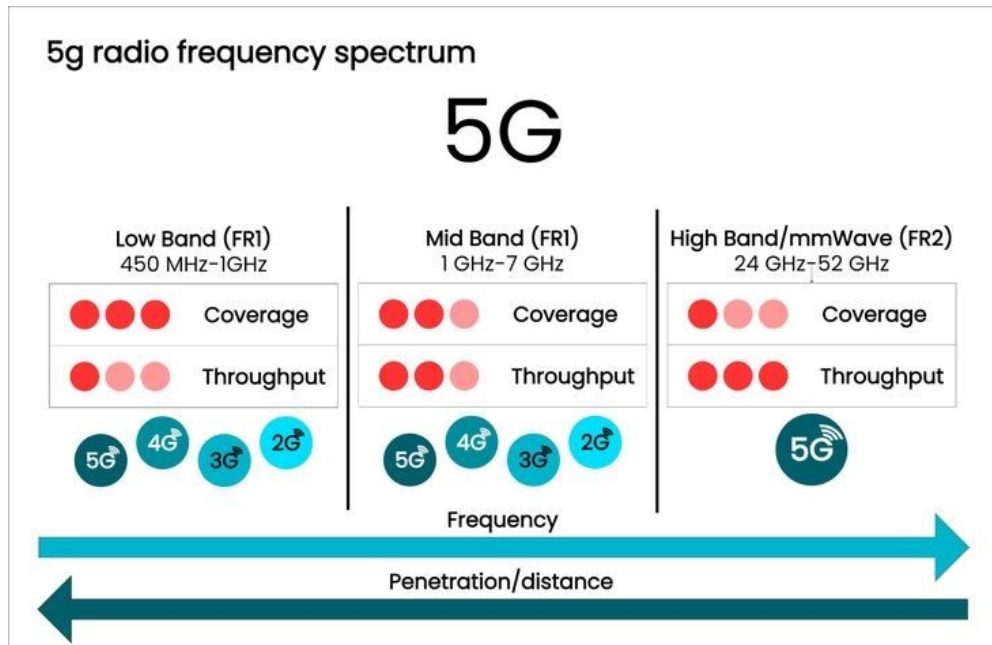 5g radio frequency spectrum
5G
Low Band (FR1)
450 MHz-1GHz
Coverage
Throughput
5G
4G
3G
2G
Mid Band (FR1)
1 GHz-7 GHz
Coverage
Throughput
5G
4G
3G
2G
High Band/mmWave (FR2)
24 GHz-52 GHz
Coverage
Throughput
5G
Frequency
Penetration/distance